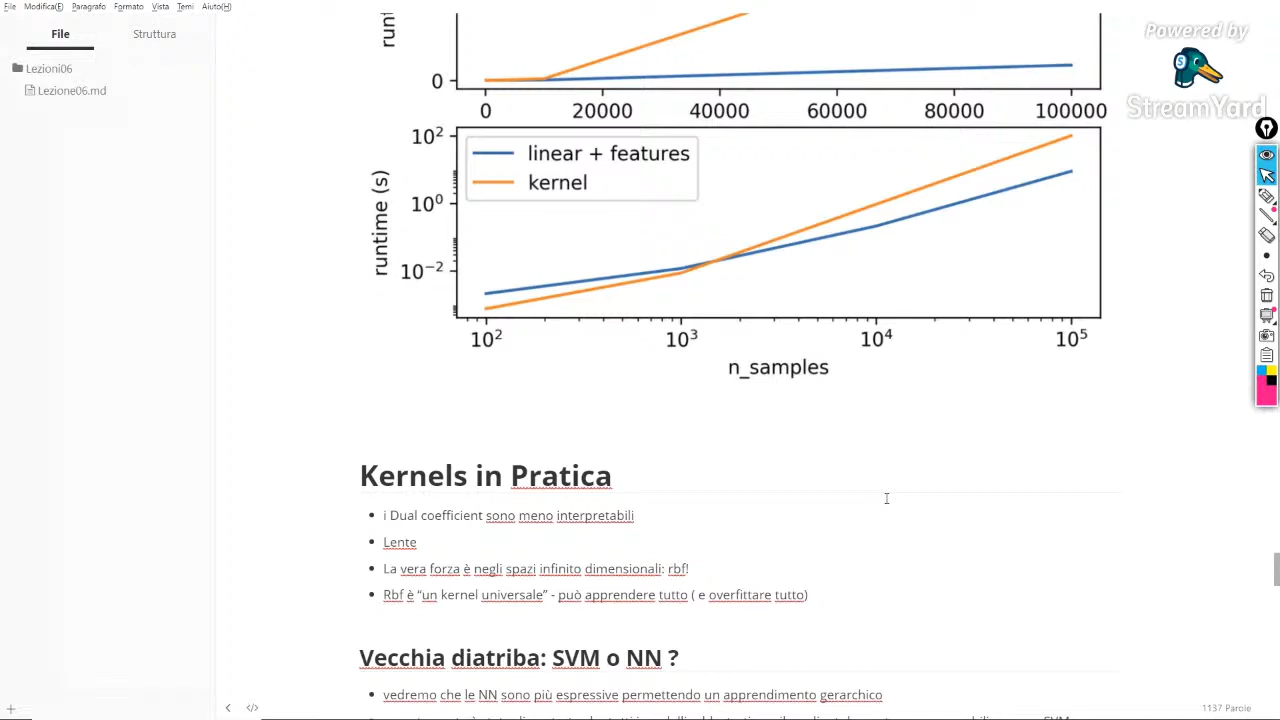 File Modifica(E) Paragrafo Formato Vista Temi Aiuto(H)
File Struttura
Lezioni06
Lezione06.md
Powered by
StreamYard
0
0 20000 40000 60000 80000 100000
linear + features
kernel
runtime (s)
10² 10⁰ 10⁻²
10² 10³ 10⁴ 10⁵
n_samples
Kernels in Pratica
i Dual coefficient sono meno interpretabili
Lente
La vera forza è negli spazi infinito dimensionali: rbf!
Rbf è “un kernel universale” - può apprendere tutto ( e overfittare tutto)
Vecchia diatriba: SVM o NN ?
vedremo che le NN sono più espressive permettendo un apprendimento gerarchico
1137 Parole